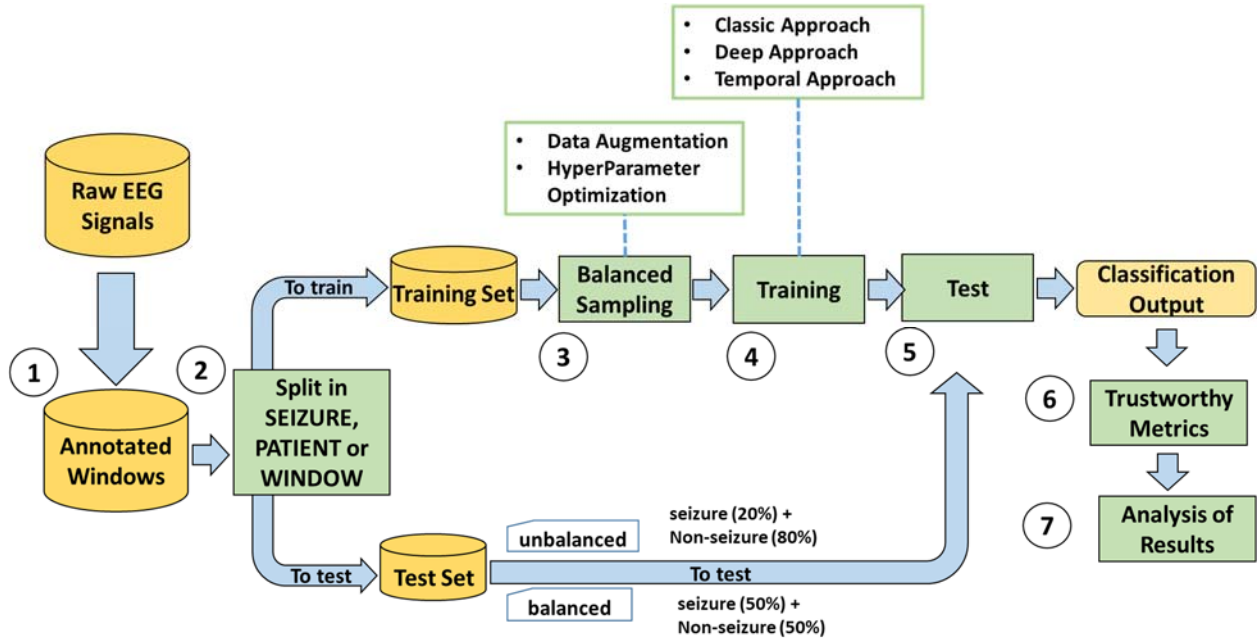 • Classic Approach
• Deep Approach
• Temporal Approach
• Data Augmentation
• HyperParameter
Optimization
Raw EEG
Signals
To train
Training Set
Balanced
Sampling
Training
Test
Classification
Output
1
2
3
4
5
Split in
SEIZURE,
PATIENT or
WINDOW
Annotated
Windows
6
Trustworthy
Metrics
7
Analysis of
Results
To test
Test Set
unbalanced
seizure (20%) +
Non-seizure (80%)
To test
balanced
seizure (50%) +
Non-seizure (50%)